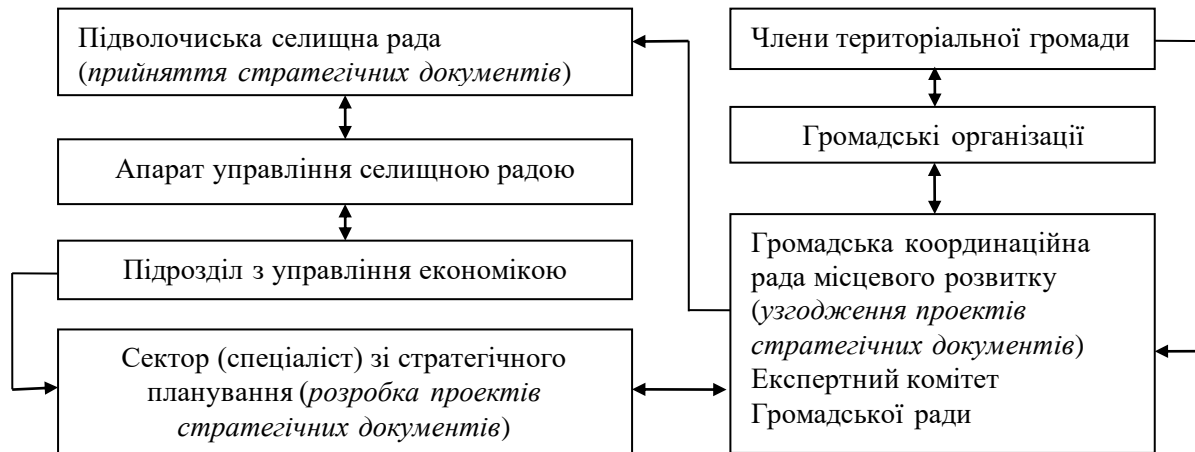 Підволочиська селищна рада
(прийняття стратегічних документів)
Апарат управління селищною радою
Підрозділ з управління економікою
Сектор (спеціаліст) зі стратегічного
планування (розробка проектів
стратегічних документів)
Члени територіальної громади
Громадські організації
Громадська координаційна
рада місцевого розвитку
(узгодження проектів
стратегічних документів)
Експертний комітет
Громадської ради